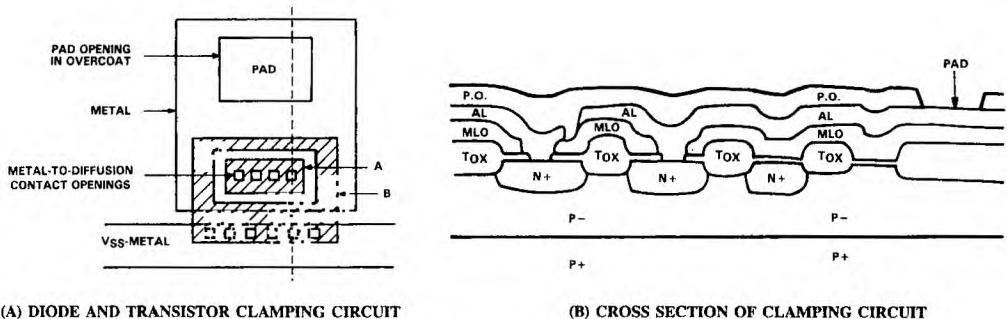 PAD OPENING
IN OVERCOAT
PAD
METAL
METAL-TO-DIFFUSION
CONTACT OPENINGS
A
B
VSS-METAL
(A) DIODE AND TRANSISTOR CLAMPING CIRCUIT
PAD
P.O. P.O.
AL AL AL
MLO MLO MLO
TOX TOX TOX TOX
N+ N+ N+
P− P−
P+ P+
(B) CROSS SECTION OF CLAMPING CIRCUIT